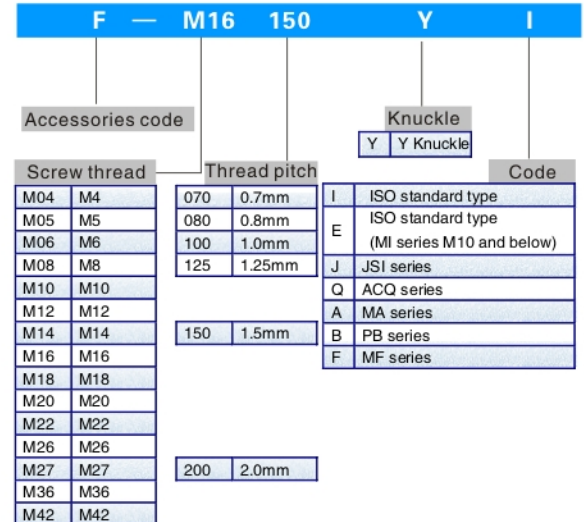 F — M16 150 Y I
Accessories code
Knuckle
Y Y Knuckle
Screw thread
M04 M4
M05 M5
M06 M6
M08 M8
M10 M10
M12 M12
M14 M14
M16 M16
M18 M18
M20 M20
M22 M22
M26 M26
M27 M27
M36 M36
M42 M42
Thread pitch
070 0.7mm
080 0.8mm
100 1.0mm
125 1.25mm
150 1.5mm
200 2.0mm
Code
I ISO standard type
E ISO standard type
(MI series M10 and below)
J JSI series
Q ACQ series
A MA series
B PB series
F MF series